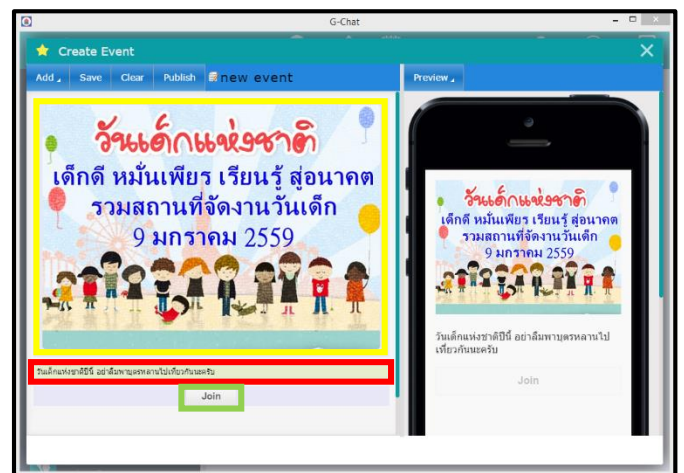 G-Chat
Create Event
Add Save Clear Publish new event
Preview
วันเด็กแห่งชาติ
เด็กดี หมั่นเพียร เรียนรู้ สู่อนาคต
รวมสถานที่จัดงานวันเด็ก
9 มกราคม 2559
วันเด็กแห่งชาติปีนี้ อย่าลืมพาบุตรหลานไปเที่ยวกันนะครับ
Join
วันเด็กแห่งชาติ
เด็กดี หมั่นเพียร เรียนรู้ สู่อนาคต
รวมสถานที่จัดงานวันเด็ก
9 มกราคม 2559
วันเด็กแห่งชาติปีนี้ อย่าลืมพาบุตรหลานไป
เที่ยวกันนะครับ
Join